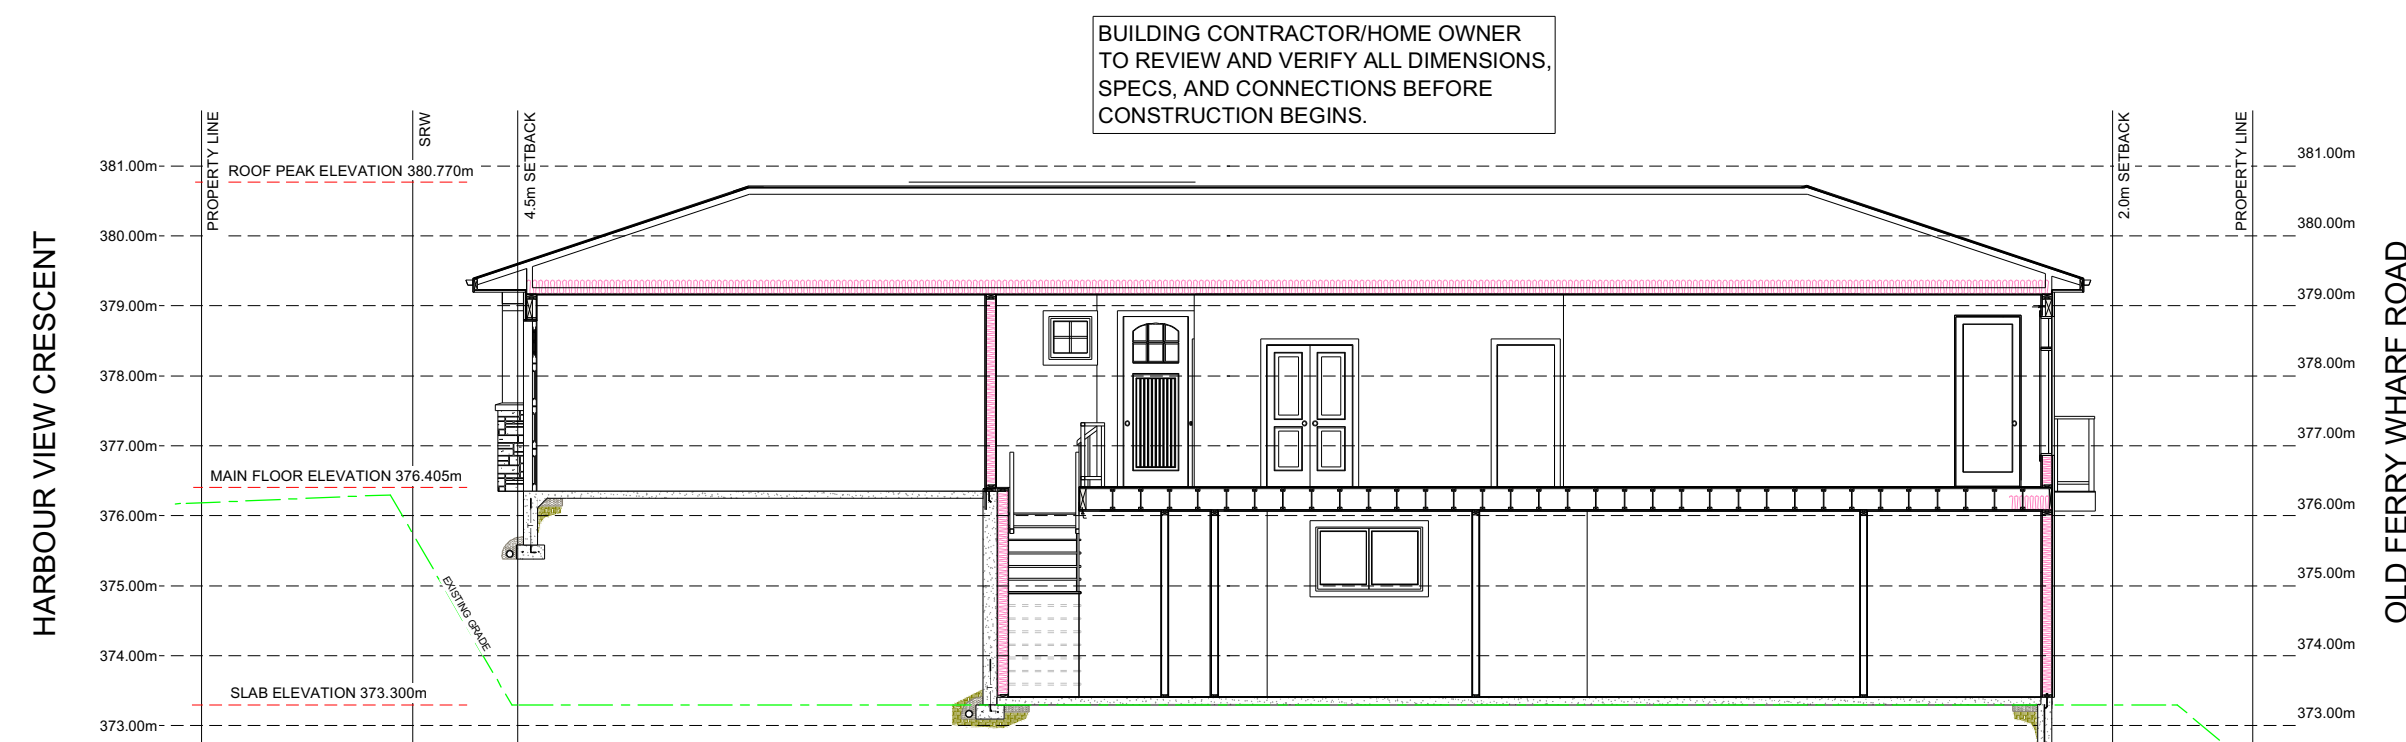 BUILDING CONTRACTOR/HOME OWNER
TO REVIEW AND VERIFY ALL DIMENSIONS,
SPECS, AND CONNECTIONS BEFORE
CONSTRUCTION BEGINS.
HARBOUR VIEW CRESCENT
PROPERTY LINE
SRW
4.5m SETBACK
2.0m SETBACK
PROPERTY LINE
OLD FERRY WHARF ROAD
381.00m
ROOF PEAK ELEVATION 380.770m
380.00m
379.00m
378.00m
377.00m
MAIN FLOOR ELEVATION 376.405m
376.00m
375.00m
EXISTING GRADE
374.00m
SLAB ELEVATION 373.300m
373.00m
381.00m
380.00m
379.00m
378.00m
377.00m
376.00m
375.00m
374.00m
373.00m